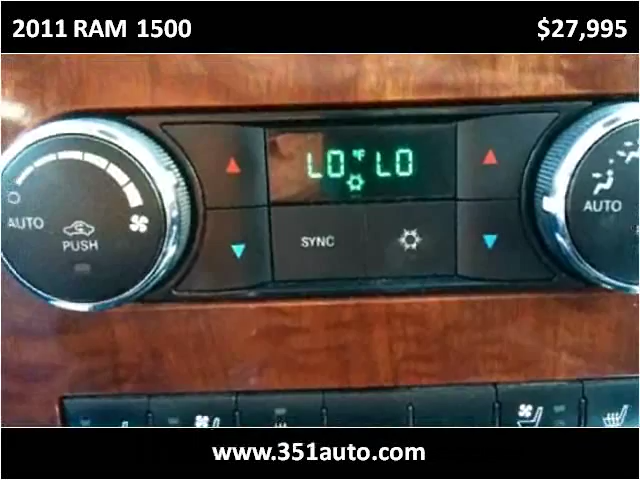 2011 RAM 1500
$27,995
LO °F LO
AUTO
PUSH
SYNC
AUTO
www.351auto.com